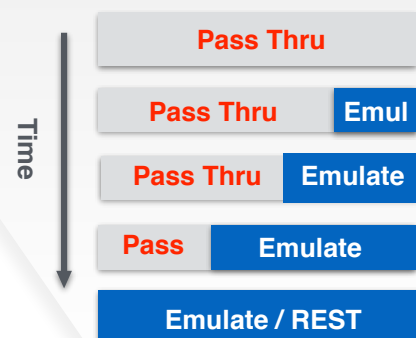 Time
Pass Thru
Pass Thru Emul
Pass Thru Emulate
Pass Emulate
Emulate / REST